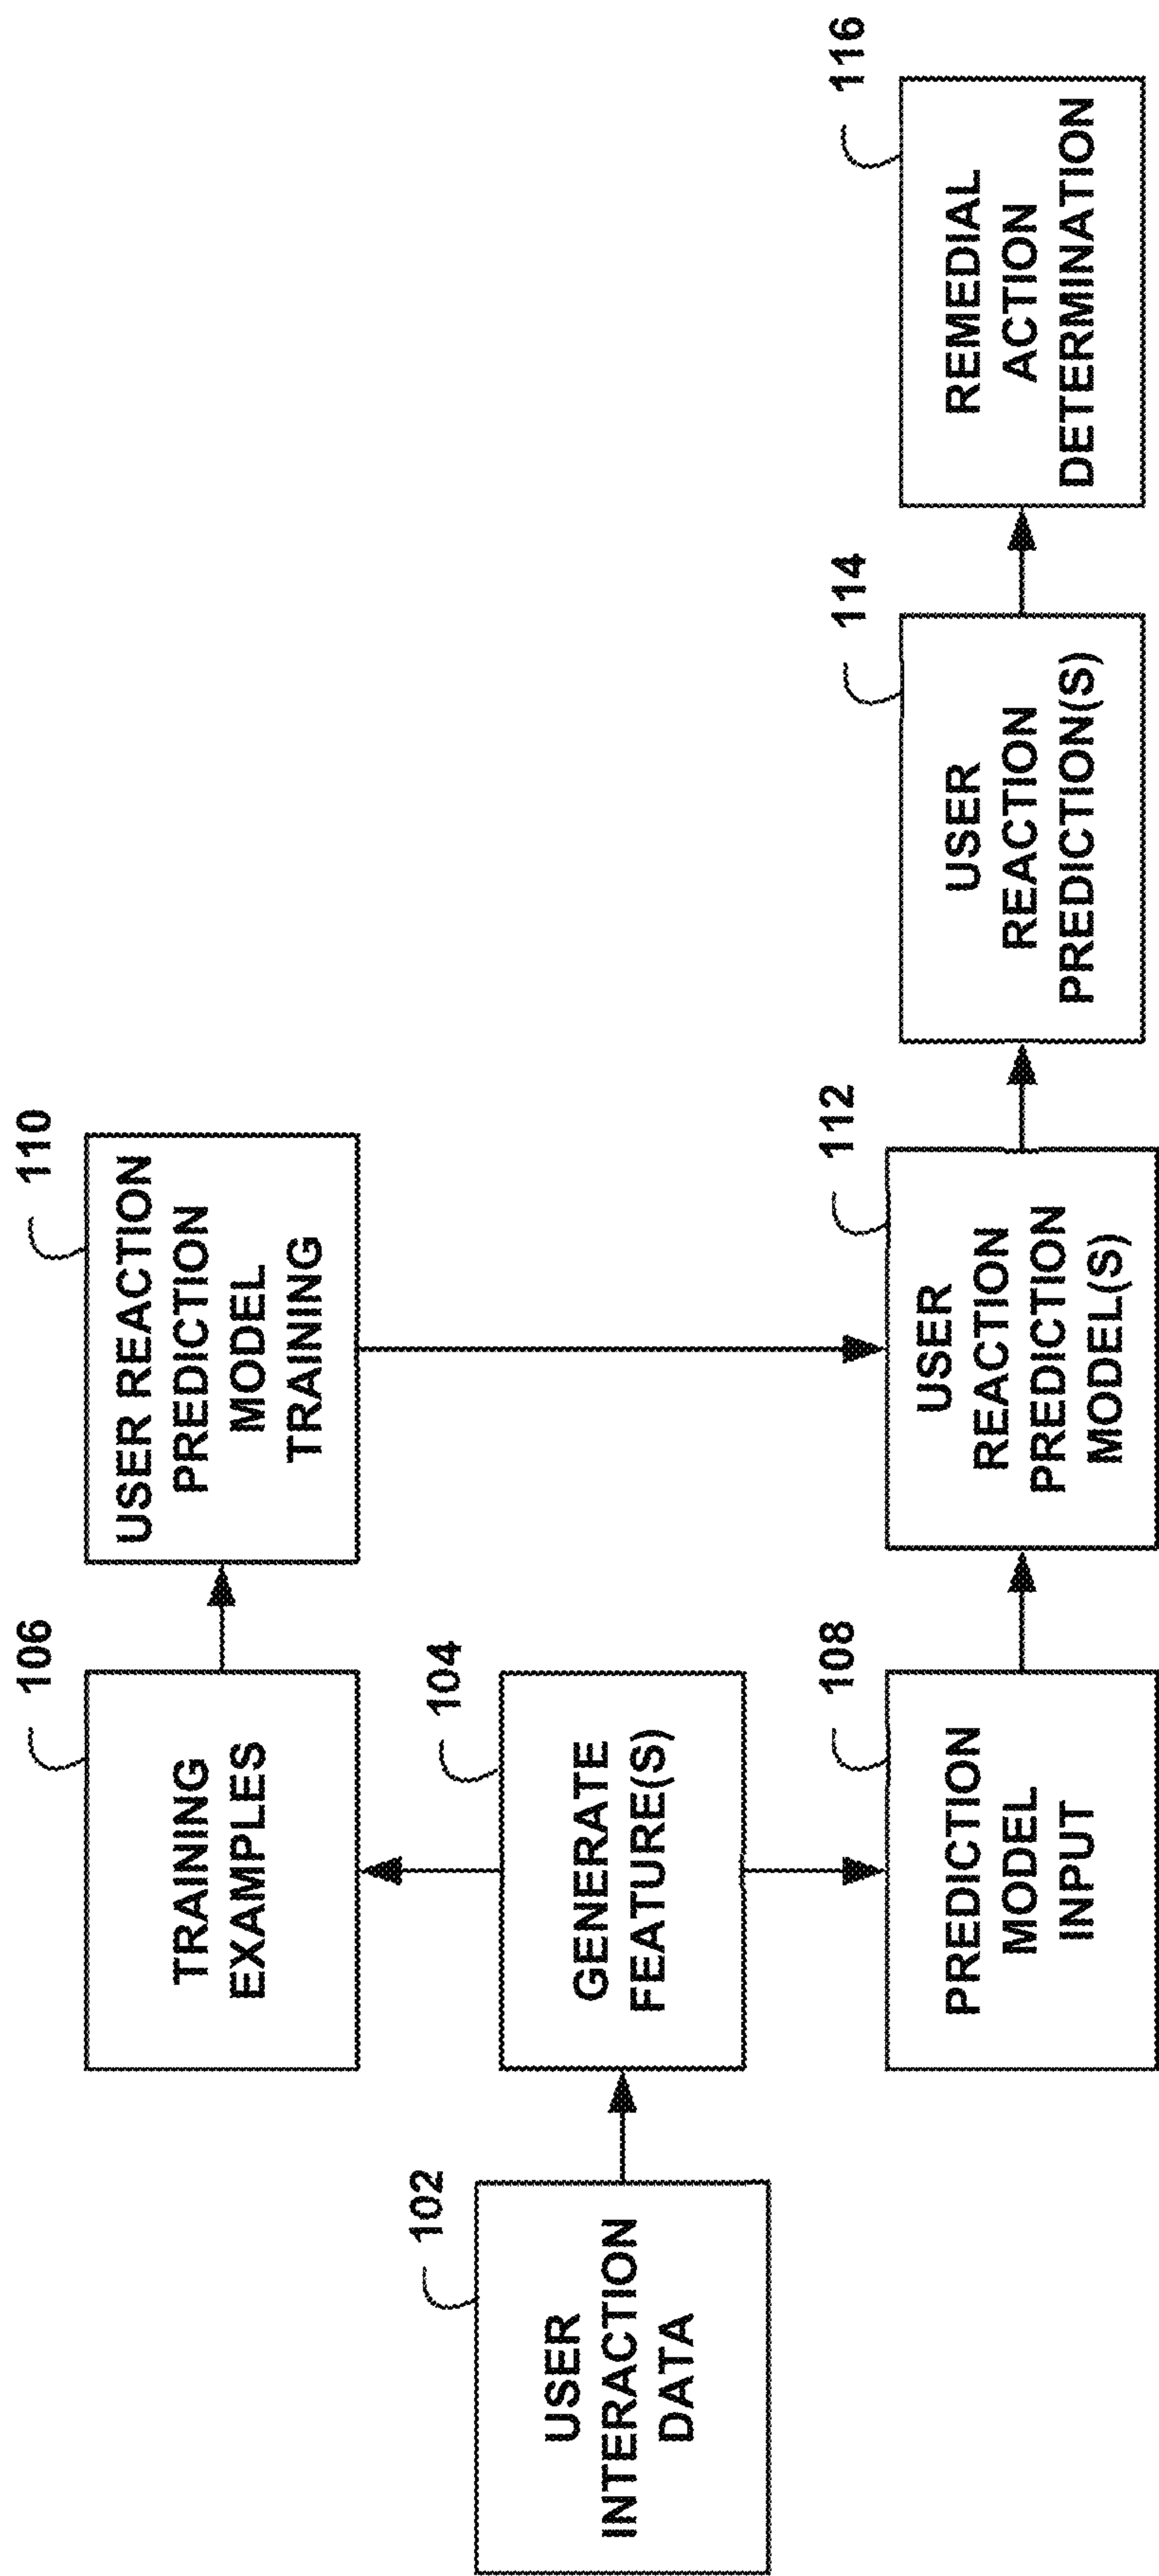 102
USER
INTERACTION
DATA
104
GENERATE
FEATURE(S)
106
TRAINING
EXAMPLES
108
PREDICTION
MODEL
INPUT
110
USER REACTION
PREDICTION
MODEL
TRAINING
112
USER
REACTION
PREDICTION
MODEL(S)
114
USER
REACTION
PREDICTION(S)
116
REMEDIAL
ACTION
DETERMINATION